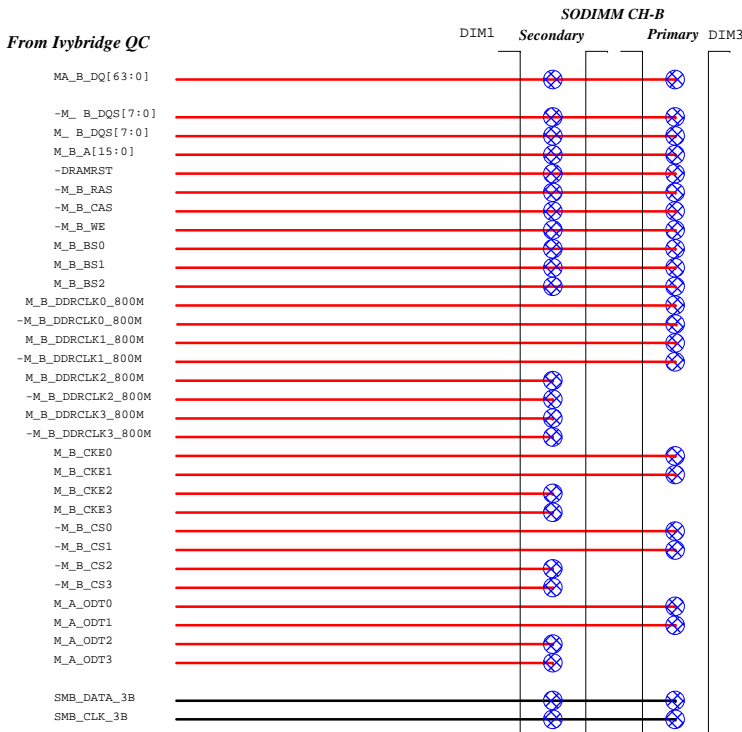 SODIMM CH-B
From Ivybridge QC
DIM1 Secondary Primary DIM3
MA_B_DQ[63:0]
-M_ B_DQS[7:0]
M_ B_DQS[7:0]
M_B_A[15:0]
-DRAMRST
-M_B_RAS
-M_B_CAS
-M_B_WE
M_B_BS0
M_B_BS1
M_B_BS2
M_B_DDRCLK0_800M
-M_B_DDRCLK0_800M
M_B_DDRCLK1_800M
-M_B_DDRCLK1_800M
M_B_DDRCLK2_800M
-M_B_DDRCLK2_800M
M_B_DDRCLK3_800M
-M_B_DDRCLK3_800M
M_B_CKE0
M_B_CKE1
M_B_CKE2
M_B_CKE3
-M_B_CS0
-M_B_CS1
-M_B_CS2
-M_B_CS3
M_A_ODT0
M_A_ODT1
M_A_ODT2
M_A_ODT3
SMB_DATA_3B
SMB_CLK_3B